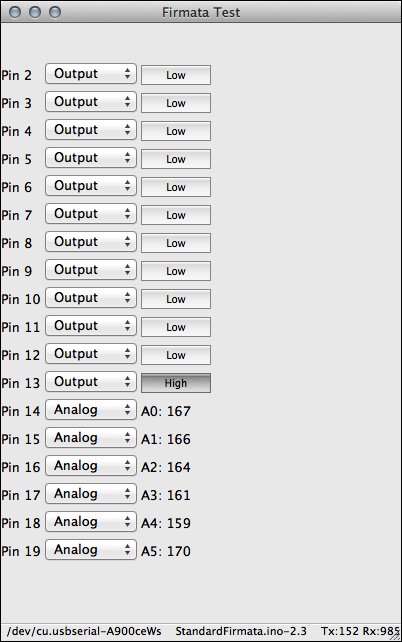 Firmata Test
Pin 2 Output Low
Pin 3 Output Low
Pin 4 Output Low
Pin 5 Output Low
Pin 6 Output Low
Pin 7 Output Low
Pin 8 Output Low
Pin 9 Output Low
Pin 10 Output Low
Pin 11 Output Low
Pin 12 Output Low
Pin 13 Output High
Pin 14 Analog A0: 167
Pin 15 Analog A1: 166
Pin 16 Analog A2: 164
Pin 17 Analog A3: 161
Pin 18 Analog A4: 159
Pin 19 Analog A5: 170
/dev/cu.usbserial-A900ceWs StandardFirmata.ino-2.3 Tx:152 Rx:985